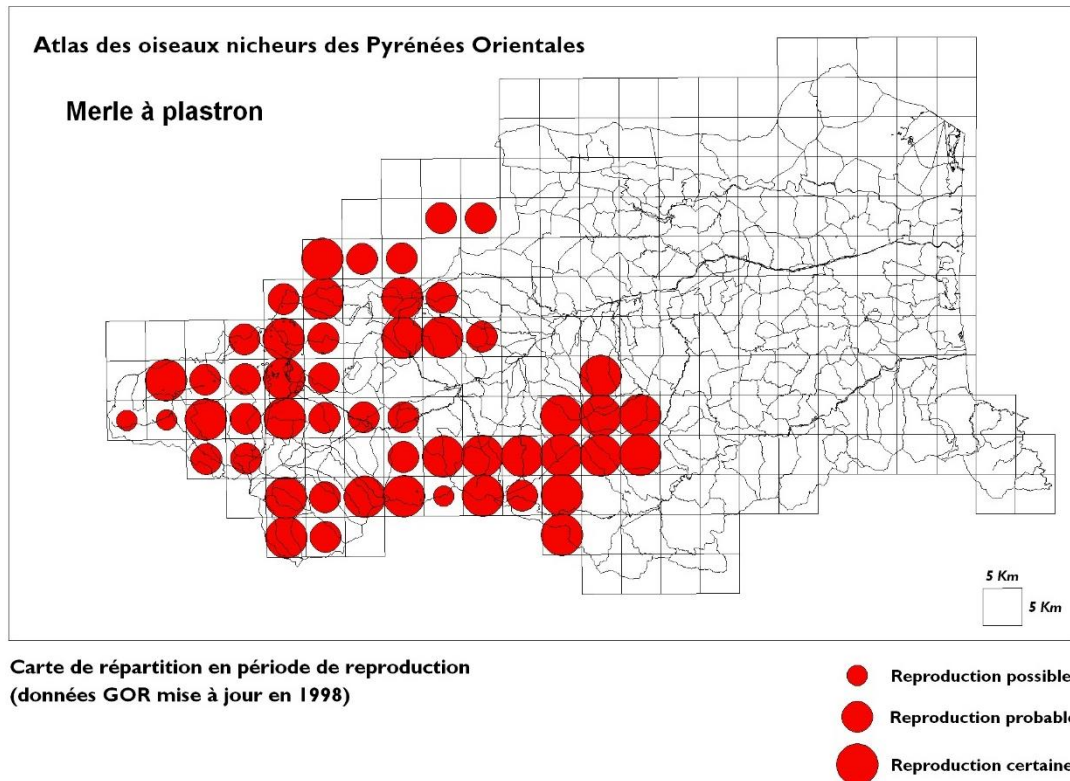 Atlas des oiseaux nicheurs des Pyrénées Orientales
Merle à plastron
5 Km
5 Km
Carte de répartition en période de reproduction
(données GOR mise à jour en 1998)
Reproduction possible
Reproduction probable
Reproduction certaine